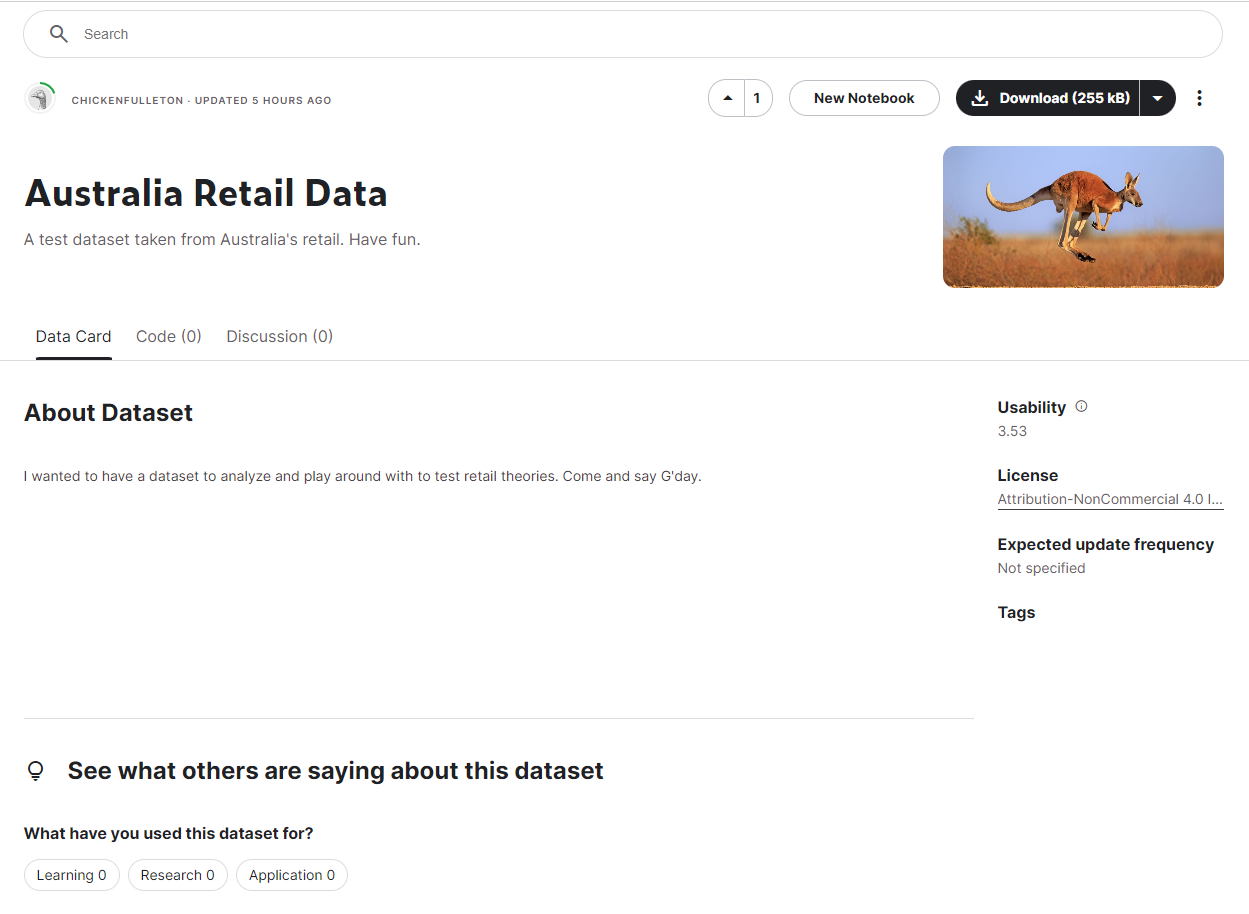 Search
CHICKENFULLETON · UPDATED 5 HOURS AGO
1
New Notebook
Download (255 kB)
Australia Retail Data
A test dataset taken from Australia's retail. Have fun.
Data Card
Code (0)
Discussion (0)
About Dataset
I wanted to have a dataset to analyze and play around with to test retail theories. Come and say G'day.
Usability
3.53
License
Attribution-NonCommercial 4.0 I...
Expected update frequency
Not specified
Tags
See what others are saying about this dataset
What have you used this dataset for?
Learning 0
Research 0
Application 0